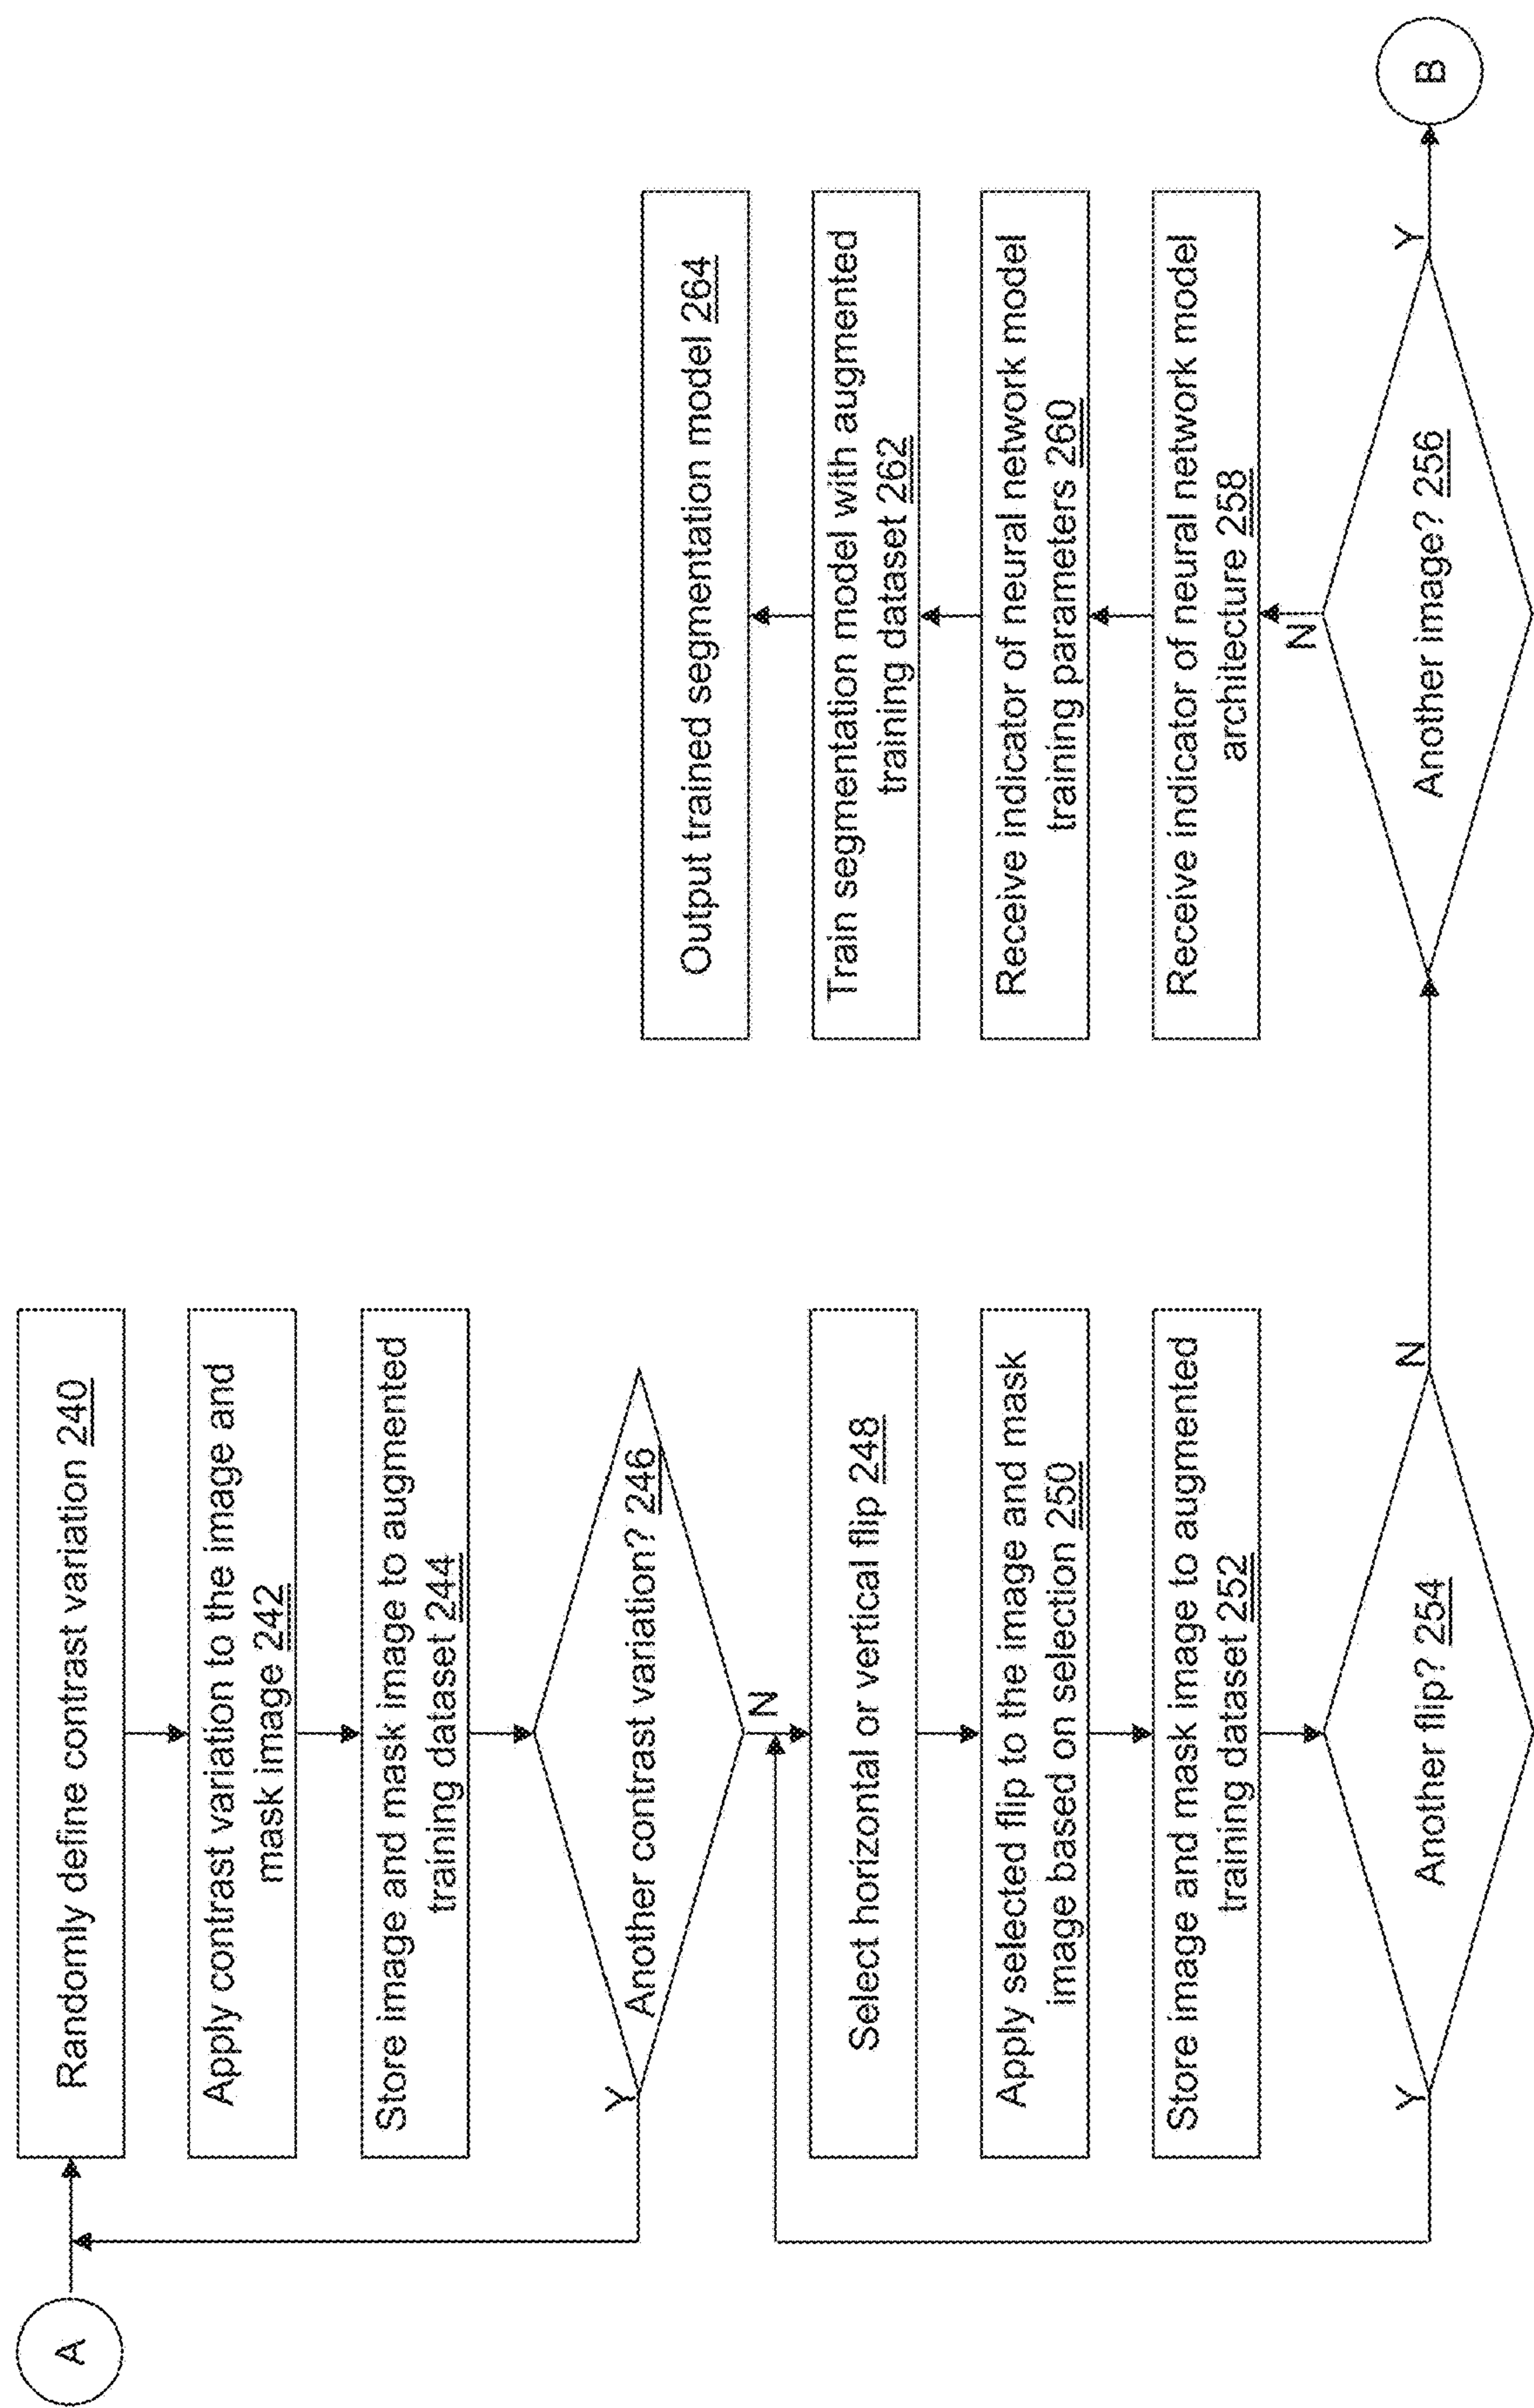 A
Randomly define contrast variation 240
Apply contrast variation to the image and
mask image 242
Store image and mask image to augmented
training dataset 244
Another contrast variation? 246
Y
N
Select horizontal or vertical flip 248
Apply selected flip to the image and mask
image based on selection 250
Store image and mask image to augmented
training dataset 252
Another flip? 254
Y
N
Another image? 256
Y
B
N
Receive indicator of neural network model
architecture 258
Receive indicator of neural network model
training parameters 260
Train segmentation model with augmented
training dataset 262
Output trained segmentation model 264